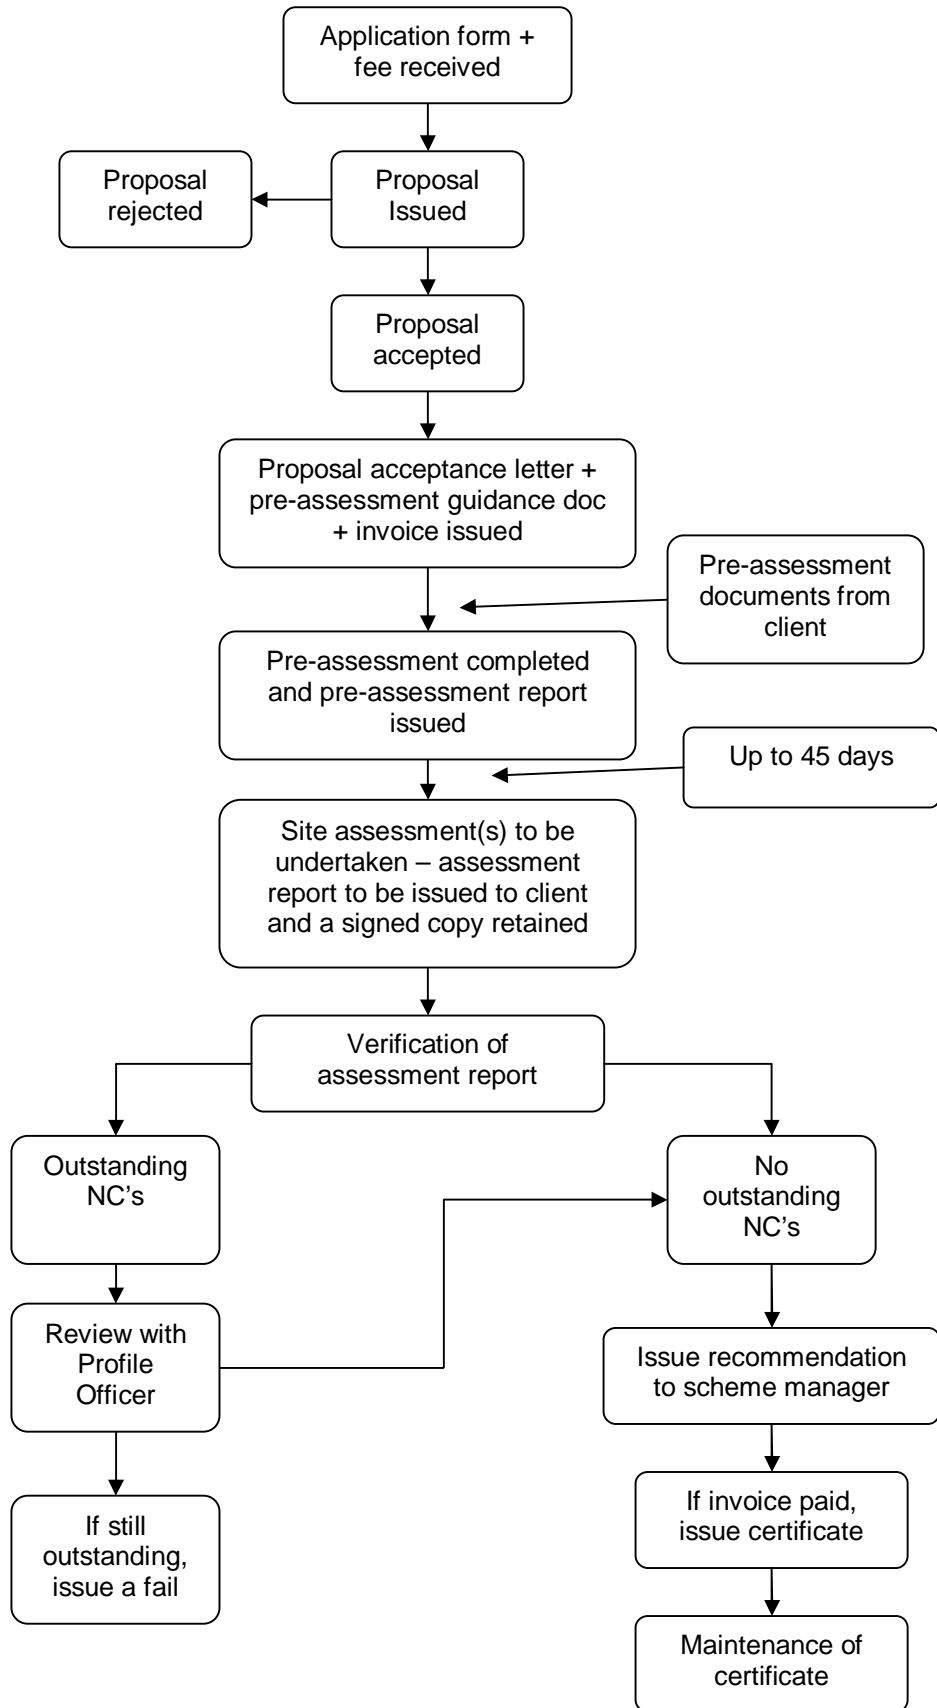 Application form +
fee received
Proposal
rejected
Proposal
Issued
Proposal
accepted
Proposal acceptance letter +
pre-assessment guidance doc
+ invoice issued
Pre-assessment
documents from
client
Pre-assessment completed
and pre-assessment report
issued
Up to 45 days
Site assessment(s) to be
undertaken – assessment
report to be issued to client
and a signed copy retained
Verification of
assessment report
Outstanding
NC’s
No
outstanding
NC’s
Review with
Profile
Officer
Issue recommendation
to scheme manager
If still
outstanding,
issue a fail
If invoice paid,
issue certificate
Maintenance of
certificate